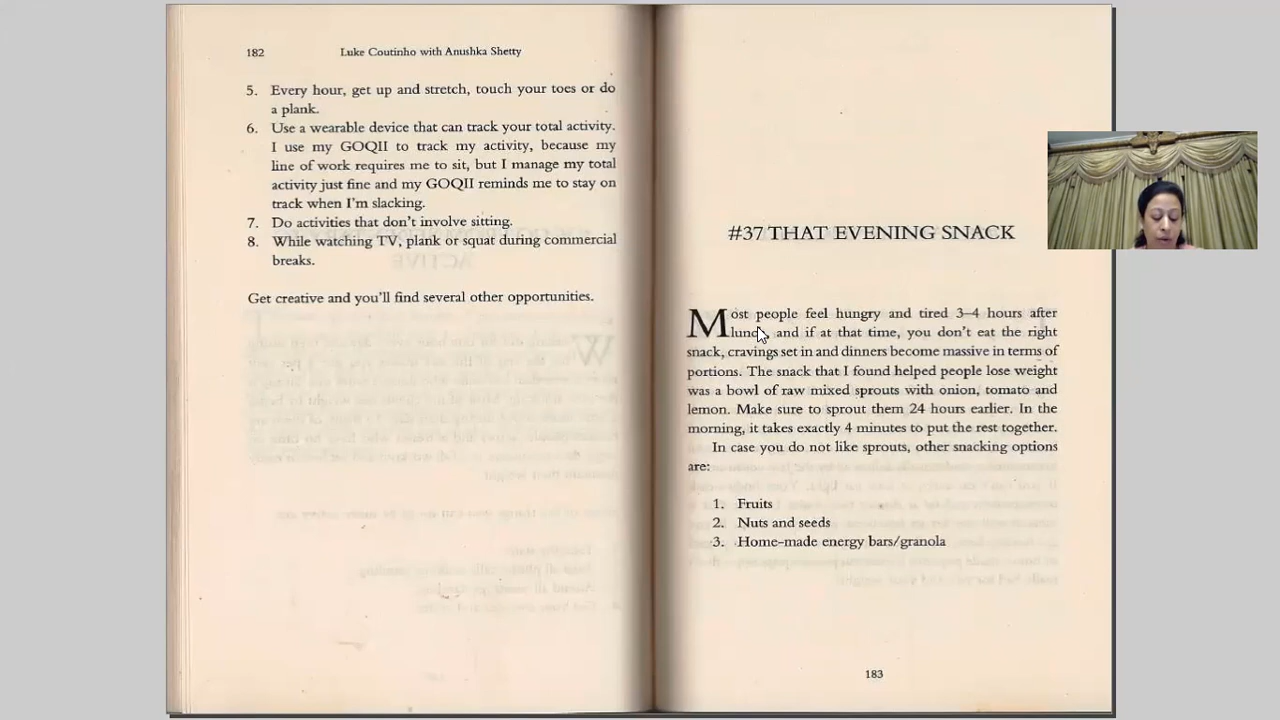 182
Luke Coutinho with Anushka Shetty
5. Every hour, get up and stretch, touch your toes or do
a plank.
6. Use a wearable device that can track your total activity.
I use my GOQII to track my activity, because my
line of work requires me to sit, but I manage my total
activity just fine and my GOQII reminds me to stay on
track when I'm slacking.
7. Do activities that don't involve sitting.
8. While watching TV, plank or squat during commercial
breaks.
Get creative and you'll find several other opportunities.
#37 THAT EVENING SNACK
Most people feel hungry and tired 3–4 hours after
lunch, and if at that time, you don't eat the right
snack, cravings set in and dinners become massive in terms of
portions. The snack that I found helped people lose weight
was a bowl of raw mixed sprouts with onion, tomato and
lemon. Make sure to sprout them 24 hours earlier. In the
morning, it takes exactly 4 minutes to put the rest together.
In case you do not like sprouts, other snacking options
are:
1. Fruits
2. Nuts and seeds
3. Home-made energy bars/granola
183